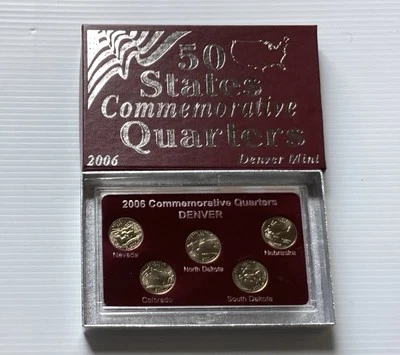 50
States
Commemorative
Quarters
2006 Denver Mint
2006 Commemorative Quarters
DENVER
Nevada North Dakota Nebraska
Colorado South Dakota